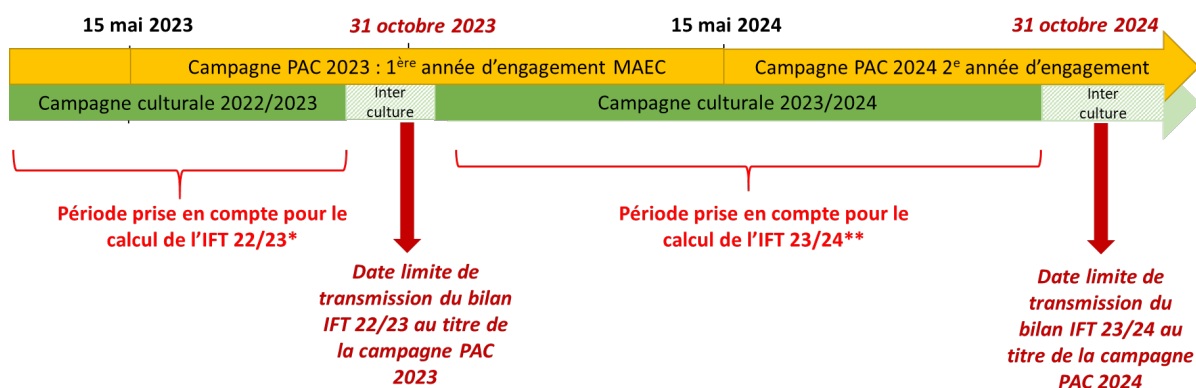 15 mai 2023
31 octobre 2023
15 mai 2024
31 octobre 2024
Campagne PAC 2023 : 1ère année d'engagement MAEC
Campagne PAC 2024 2e année d'engagement
Campagne culturale 2022/2023
Inter
culture
Campagne culturale 2023/2024
Inter
culture
Période prise en compte pour le
calcul de l'IFT 22/23*
Période prise en compte pour le
calcul de l'IFT 23/24**
Date limite de
transmission du bilan
IFT 22/23 au titre de
la campagne PAC
2023
Date limite de
transmission du
bilan IFT 23/24 au
titre de la campagne
PAC 2024